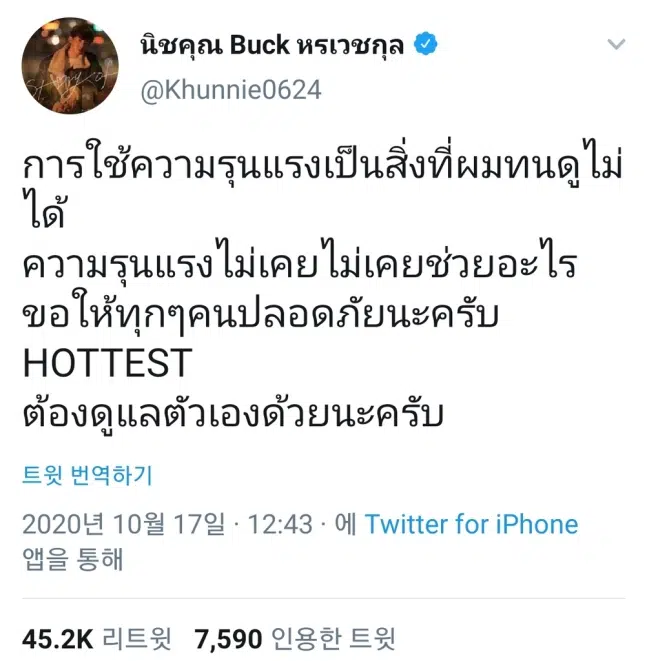 นิชคุณ Buck หรเวชกุล
@Khunnie0624
การใช้ความรุนแรงเป็นสิ่งที่ผมทนดูไม่
ได้
ความรุนแรงไม่เคยไม่เคยช่วยอะไร
ขอให้ทุกๆคนปลอดภัยนะครับ
HOTTEST
ต้องดูแลตัวเองด้วยนะครับ
트윗 번역하기
2020년 10월 17일 · 12:43 · 에 Twitter for iPhone
앱을 통해
45.2K 리트윗 7,590 인용한 트윗